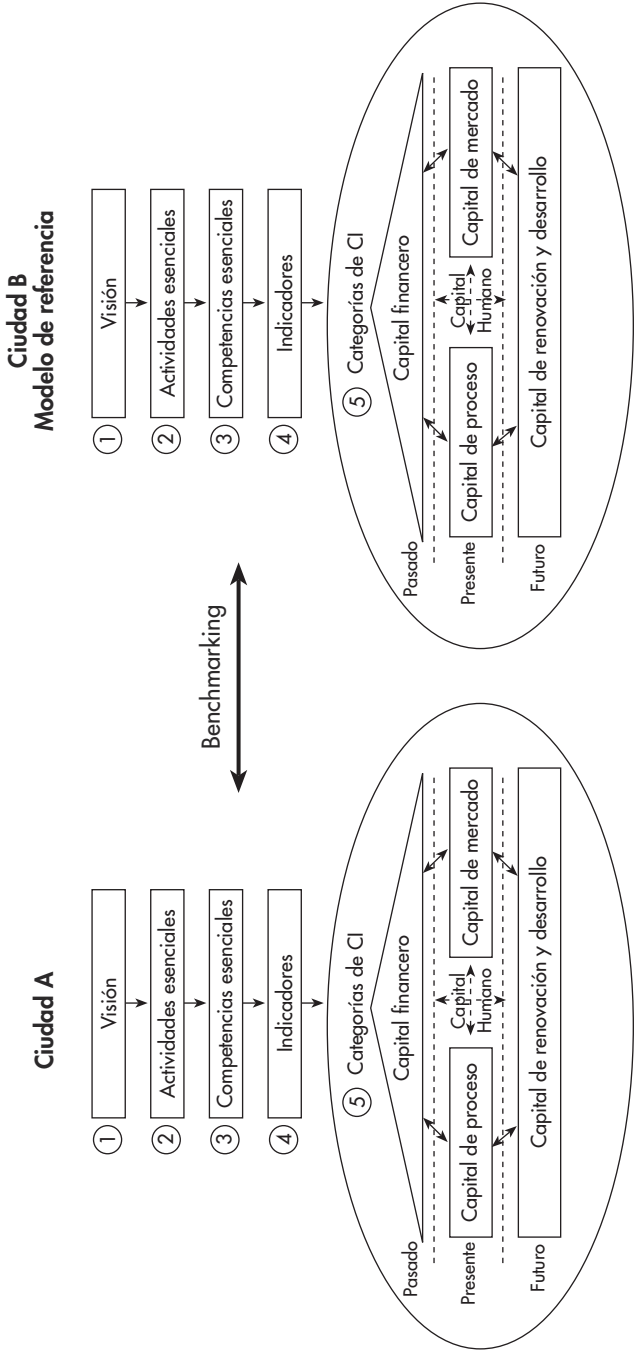 Ciudad A
1
Visión
2
Actividades esenciales
3
Competencias esenciales
4
Indicadores
5 Categorías de CI
Capital financero
Pasado
Presente
Capital de proceso
Capital
Humano
Capital de mercado
Futuro
Capital de renovación y desarrollo
Benchmarking
Ciudad B
Modelo de referencia
1
Visión
2
Actividades esenciales
3
Competencias esenciales
4
Indicadores
5 Categorías de CI
Capital financero
Pasado
Presente
Capital de proceso
Capital
Humano
Capital de mercado
Futuro
Capital de renovación y desarrollo